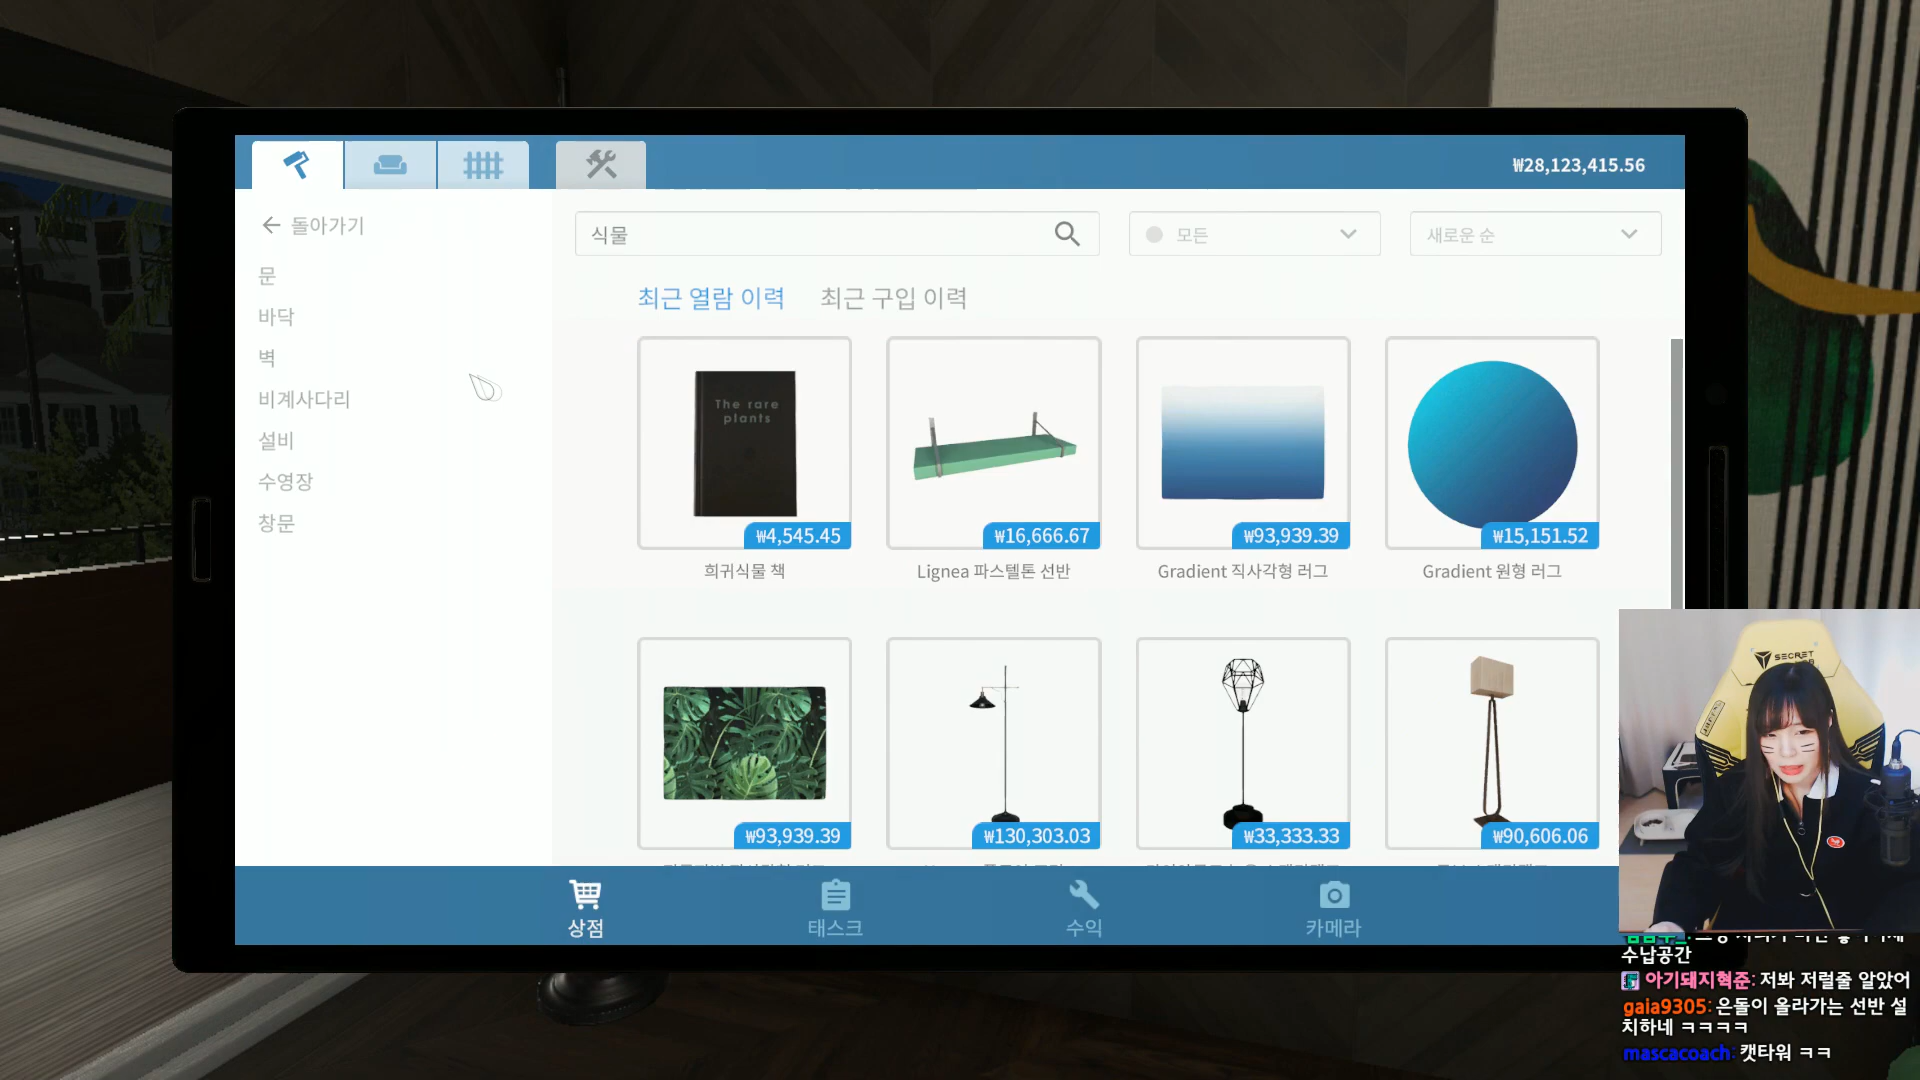 ₩28,123,415.56
돌아가기
식물
모든
새로운 순
문
바닥
벽
비계사다리
설비
수영장
창문
최근 열람 이력
최근 구입 이력
The rare
plants
₩4,545.45
₩16,666.67
₩93,939.39
₩15,151.52
희귀식물 책
Lignea 파스텔톤 선반
Gradient 직사각형 러그
Gradient 원형 러그
₩93,939.39
₩130,303.03
₩33,333.33
₩90,606.06
상점
태스크
수익
카메라
SECRET
수납공간
아기돼지혁준: 저봐 저럴줄 알았어
gaia9305: 은돌이 올라가는 선반 설
치하네 ㅋㅋㅋㅋ
mascacoach: 캣타워 ㅋㅋ